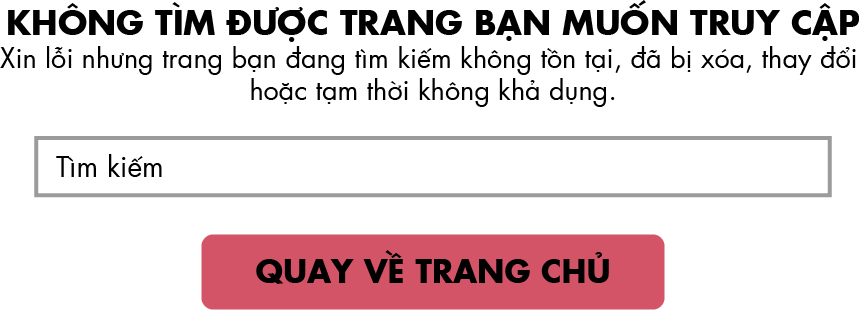 KHÔNG TÌM ĐƯỢC TRANG BẠN MUỐN TRUY CẬP
Xin lỗi nhưng trang bạn đang tìm kiếm không tồn tại, đã bị xóa, thay đổi
hoặc tạm thời không khả dụng.
Tìm kiếm
QUAY VỀ TRANG CHỦ